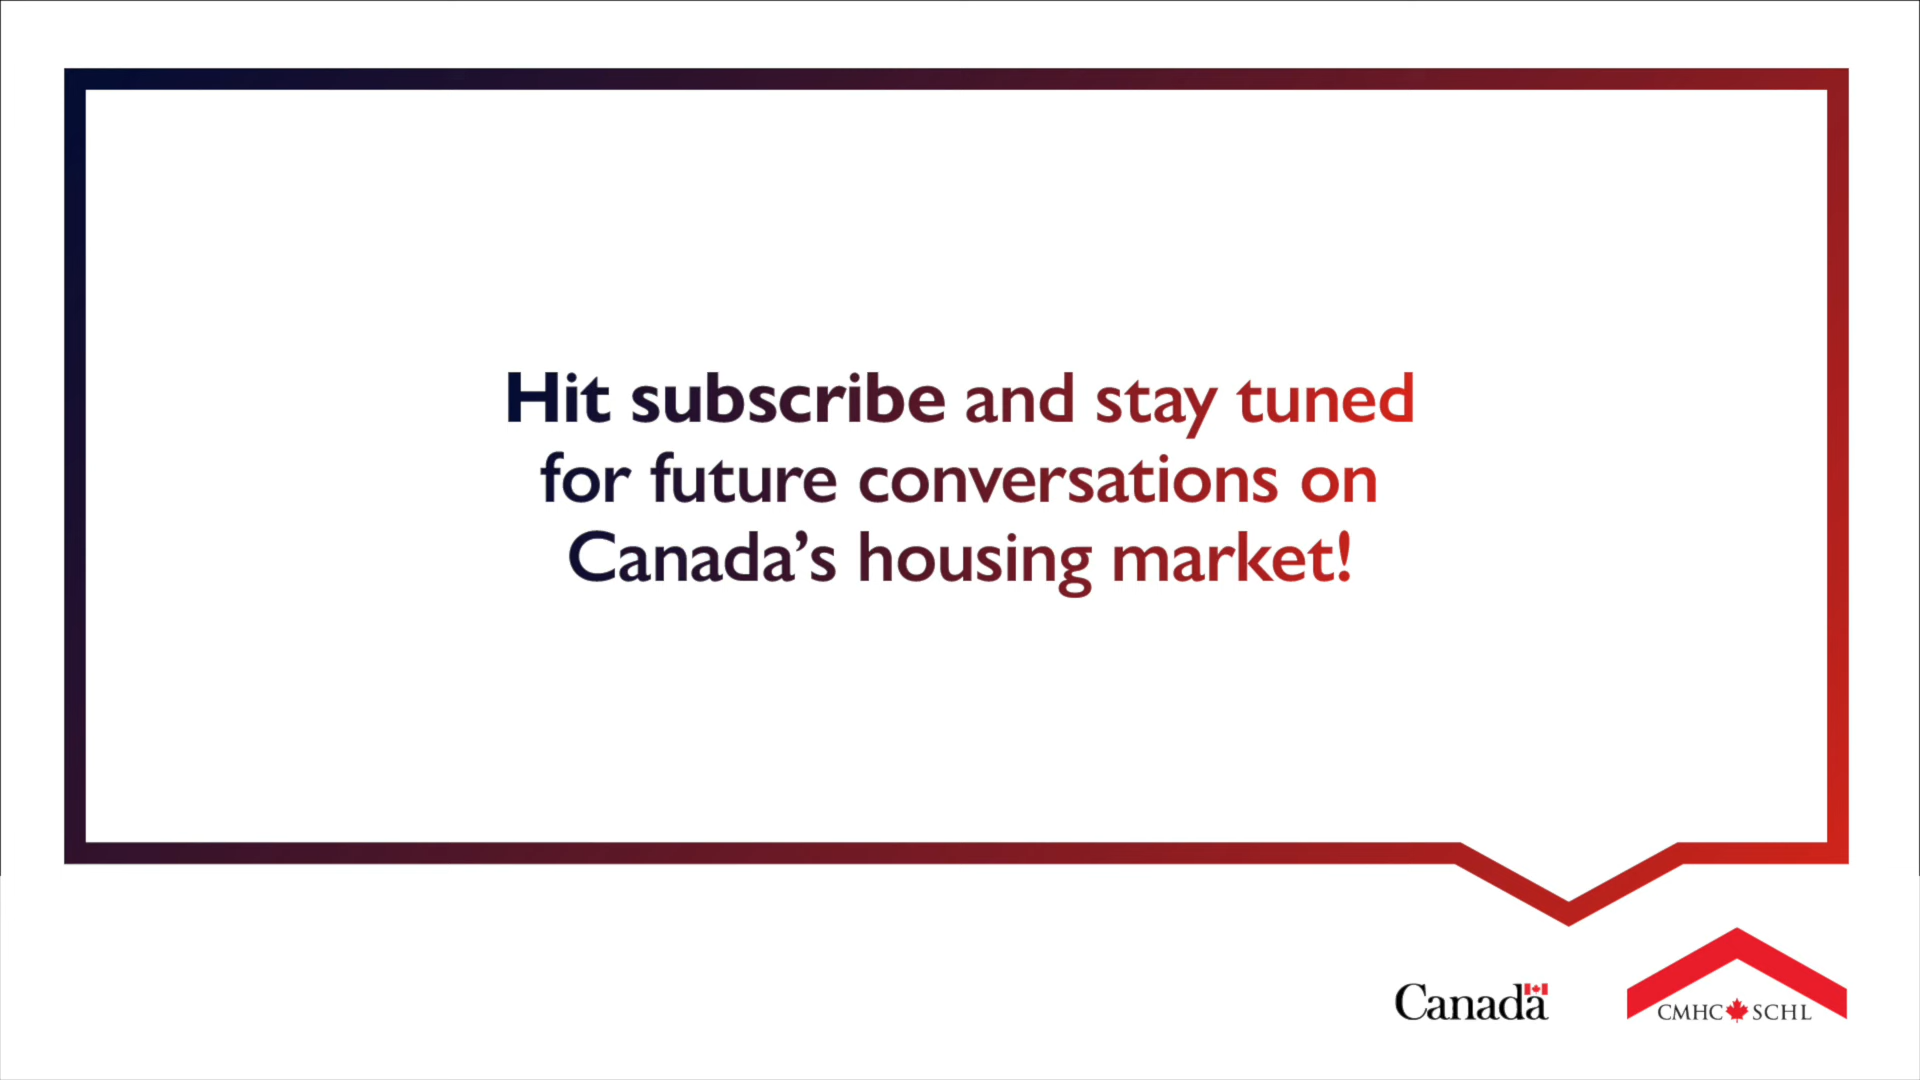 Hit subscribe and stay tuned
for future conversations on
Canada’s housing market!
Canada
CMHC SCHL